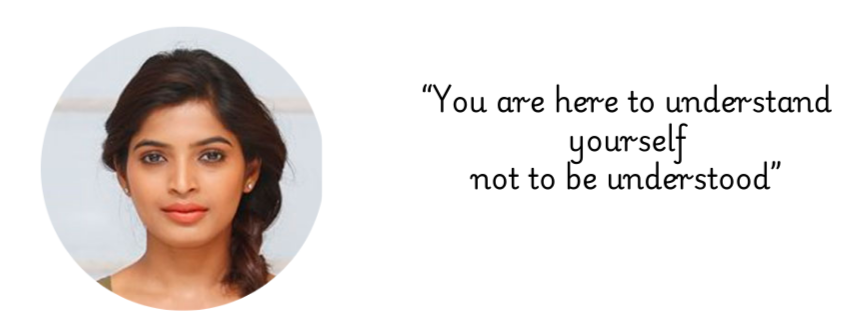 “You are here to understand
yourself
not to be understood”